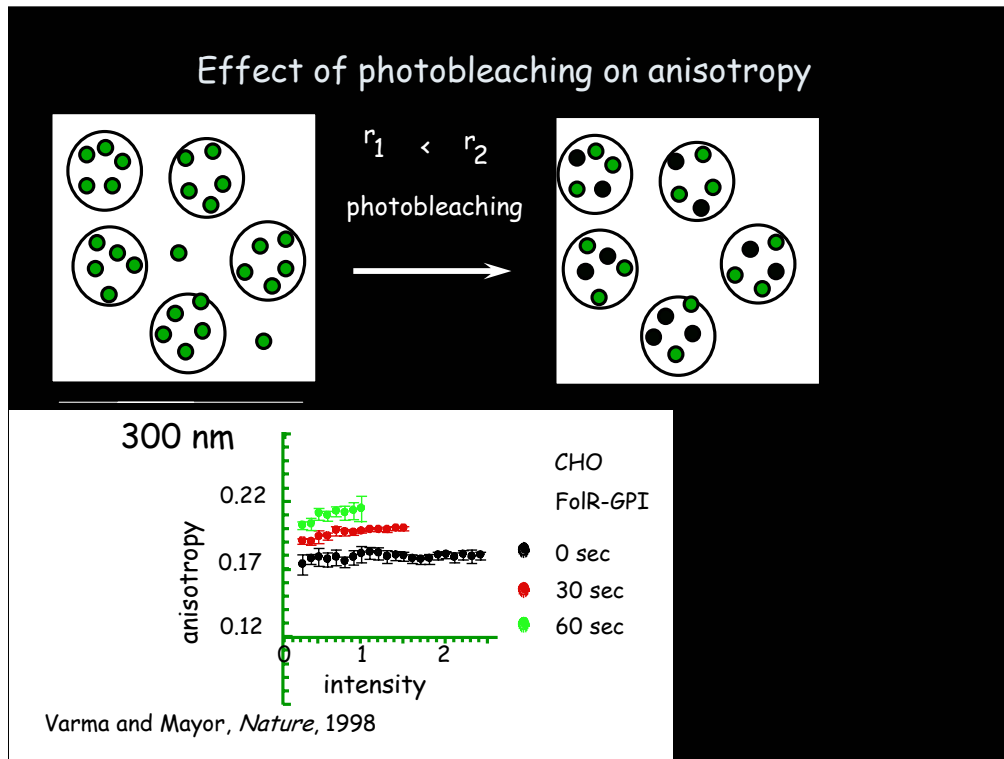 Effect of photobleaching on anisotropy
r1 < r2
photobleaching
300 nm
CHO
FolR-GPI
0 sec
30 sec
60 sec
anisotropy
0.22
0.17
0.12
0 1 2
intensity
Varma and Mayor, Nature, 1998